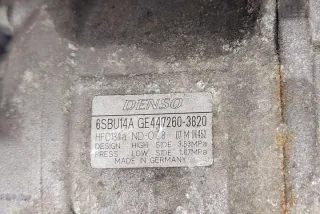 DENSO
6SBU14A GE447260-3820
HFC134a ND-OIL8
DESIGN HIGH SIDE 3.53MPa
PRESS LOW SIDE 1.67MPa
MADE IN GERMANY